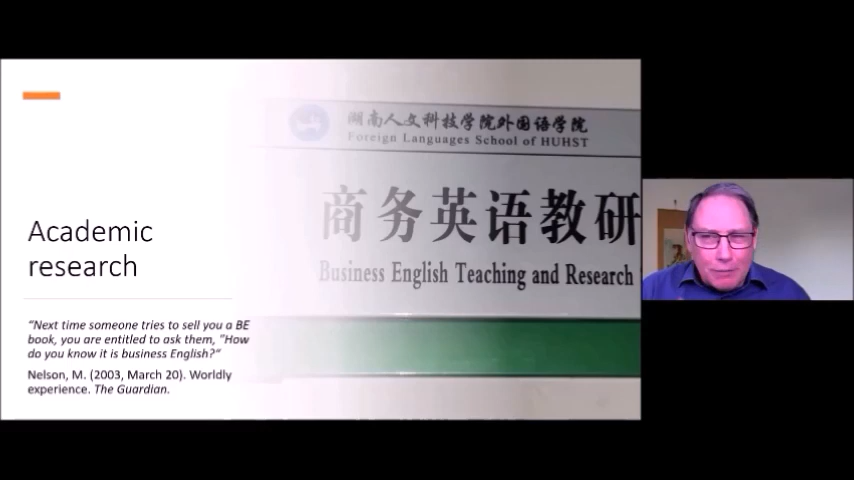 Academic
research
“Next time someone tries to sell you a BE
book, you are entitled to ask them, "How
do you know it is business English?“
Nelson, M. (2003, March 20). Worldly
experience. The Guardian.
湖南人文科技学院外国语学院
Foreign Languages School of HUHST
商务英语教研
Business English Teaching and Research